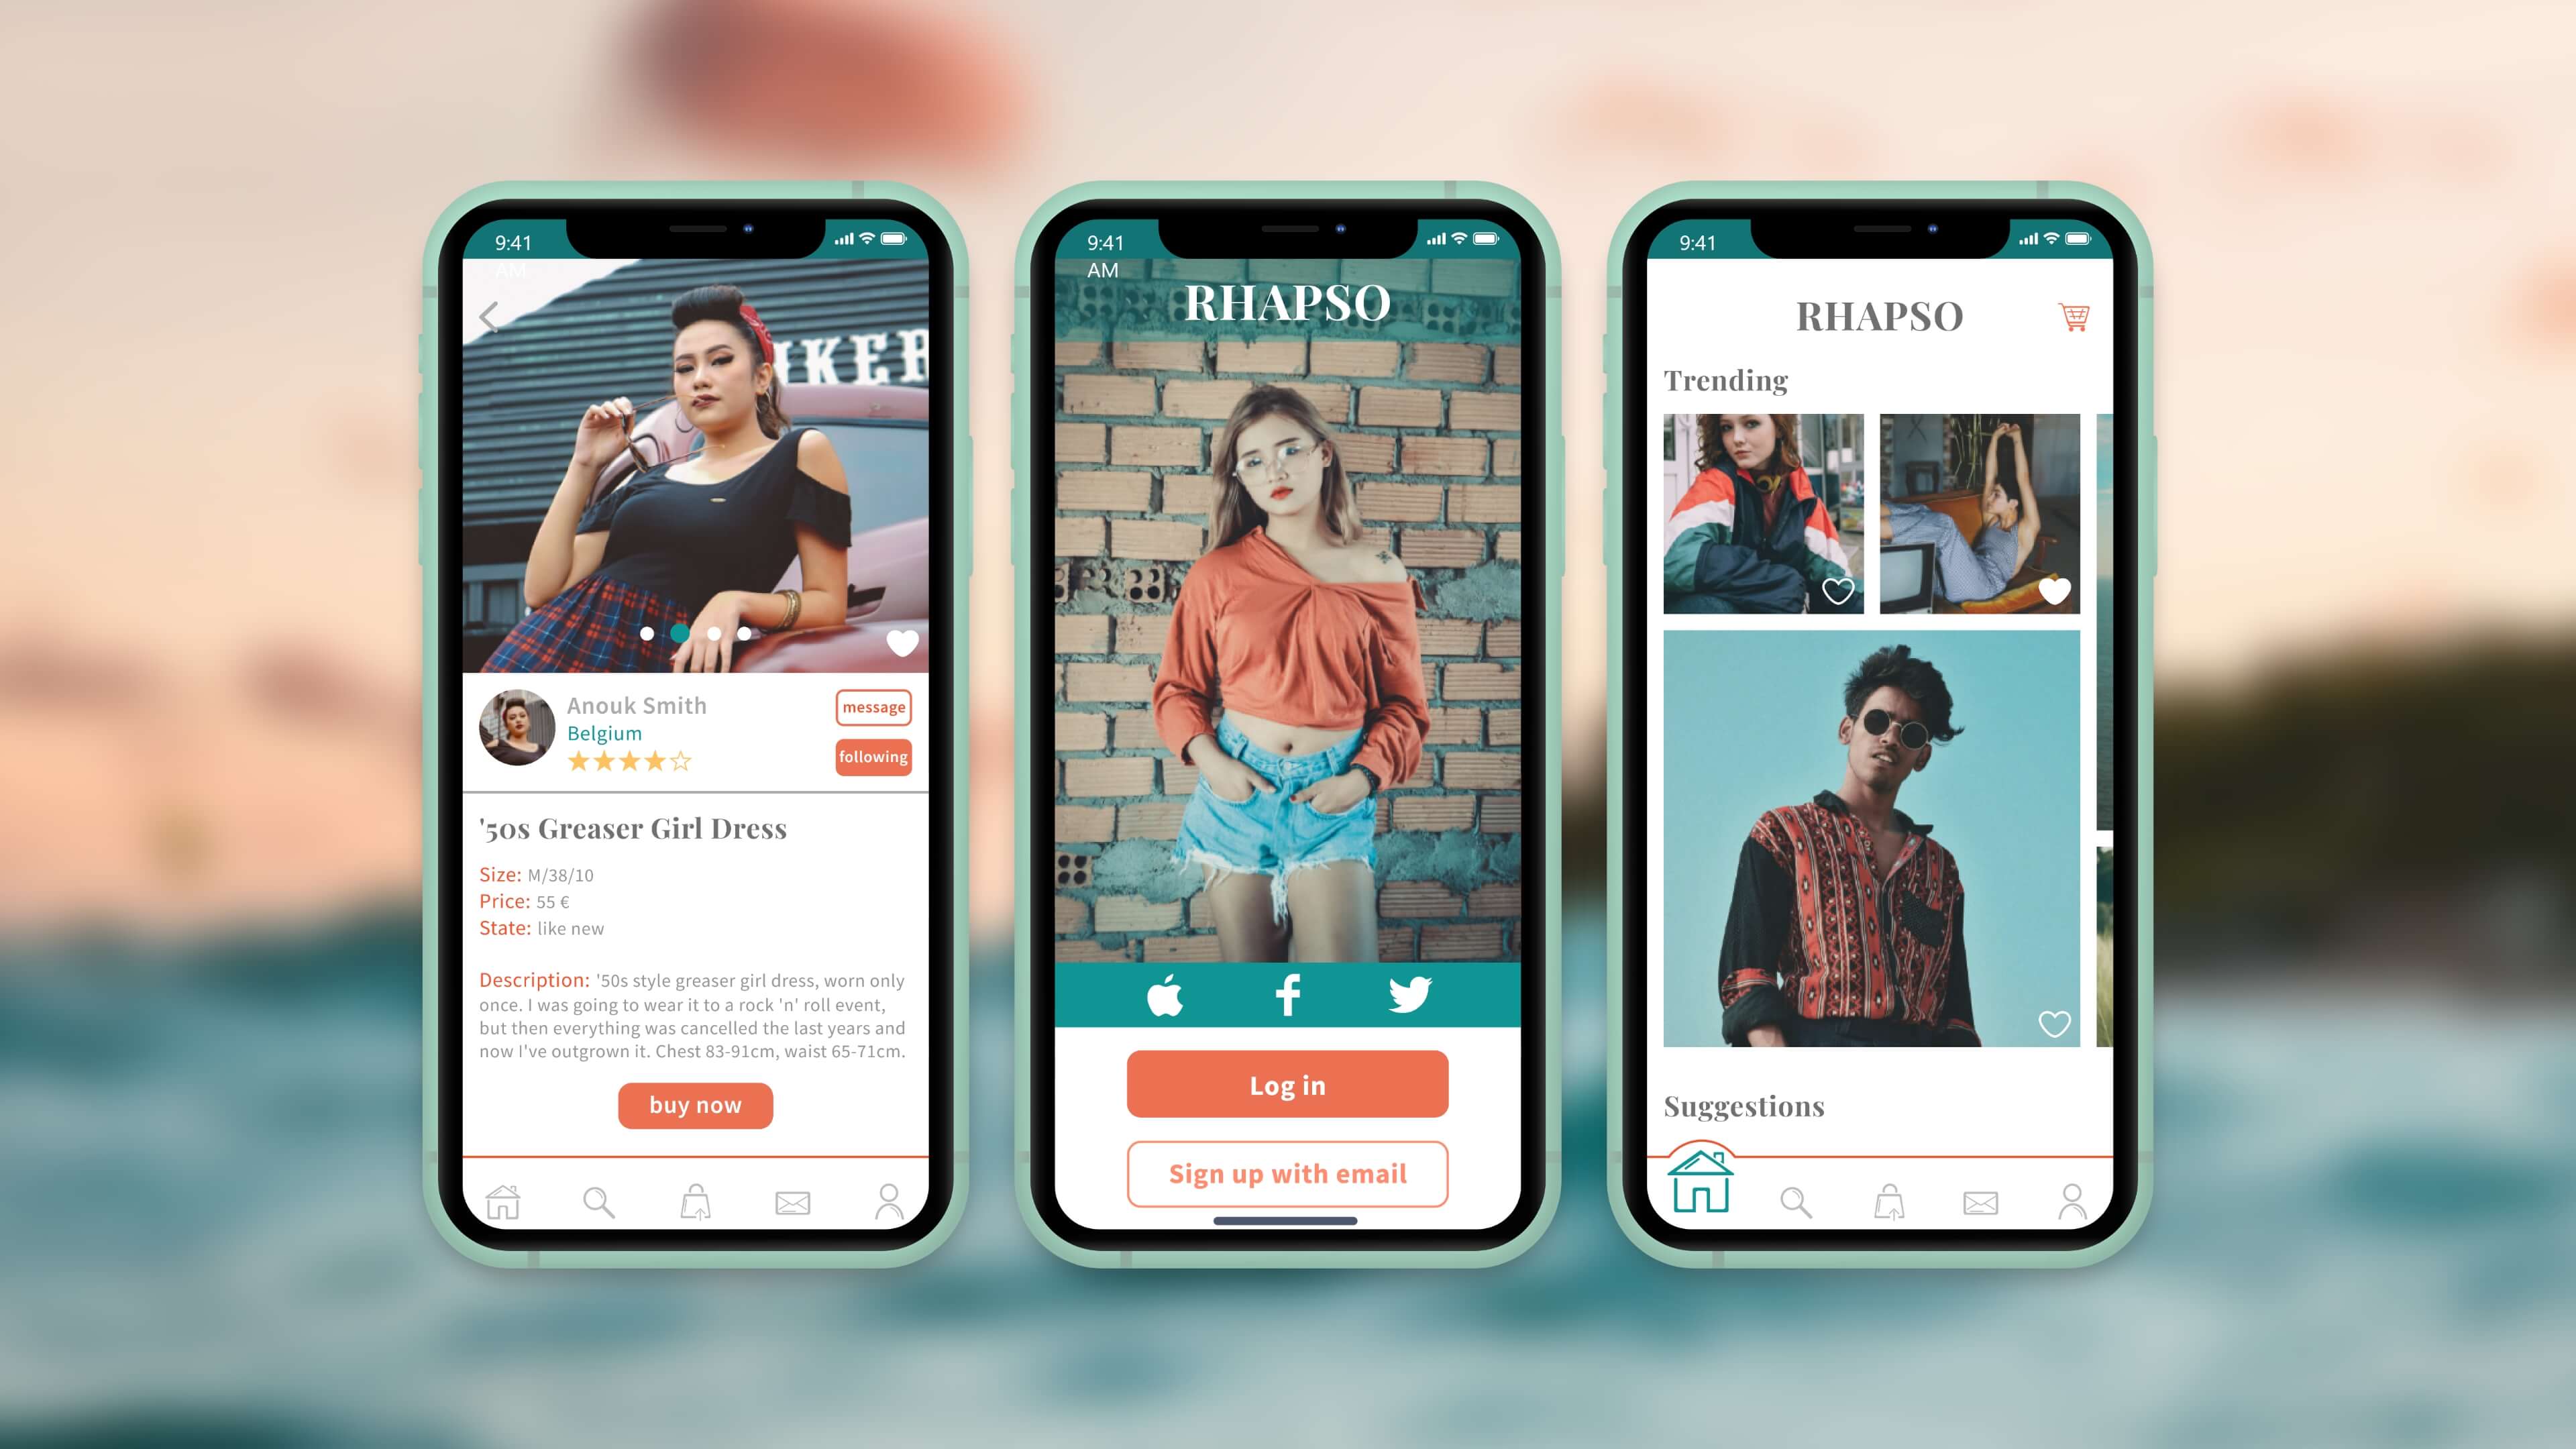 9:41
AM
IKER
Anouk Smith
Belgium
message
following
'50s Greaser Girl Dress
Size: M/38/10
Price: 55 €
State: like new
Description: '50s style greaser girl dress, worn only
once. I was going to wear it to a rock 'n' roll event,
but then everything was cancelled the last years and
now I've outgrown it. Chest 83-91cm, waist 65-71cm.
buy now
9:41
AM
RHAPSO
Log in
Sign up with email
9:41
RHAPSO
Trending
Suggestions